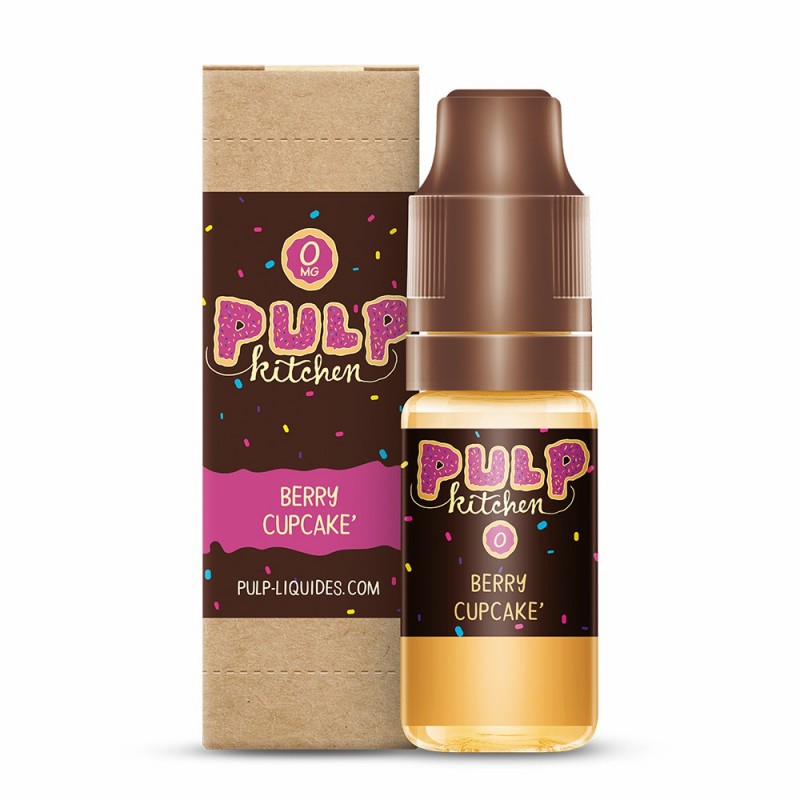 0
MG
PULP
kitchen
BERRY
CUPCAKE'
PULP-LIQUIDES.COM
PULP
kitchen
0
BERRY
CUPCAKE'